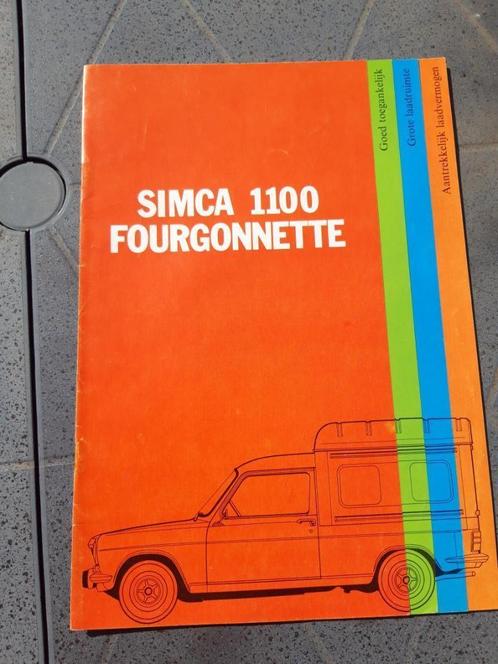 SIMCA 1100
FOURGONNETTE
Goed toegankelijk
Grote laadruimte
Aantrekkelijk laadvermogen